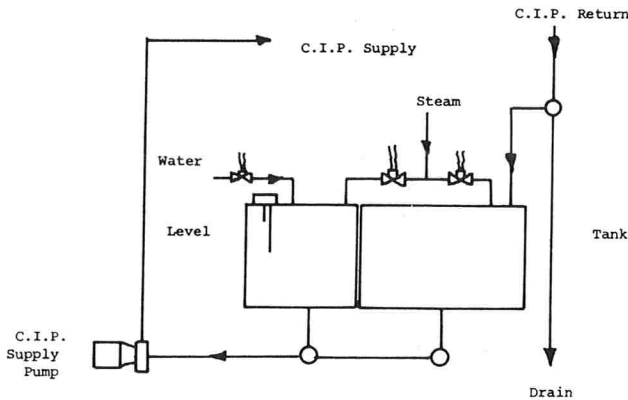 C.I.P. Return
C.I.P. Supply
Steam
Water
Level
Tank
C.I.P.
Supply
Pump
Drain